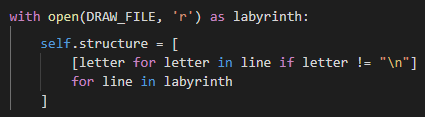 with open(DRAW_FILE, 'r') as labyrinth:
self.structure = [
[letter for letter in line if letter != "\n"]
for line in labyrinth
]